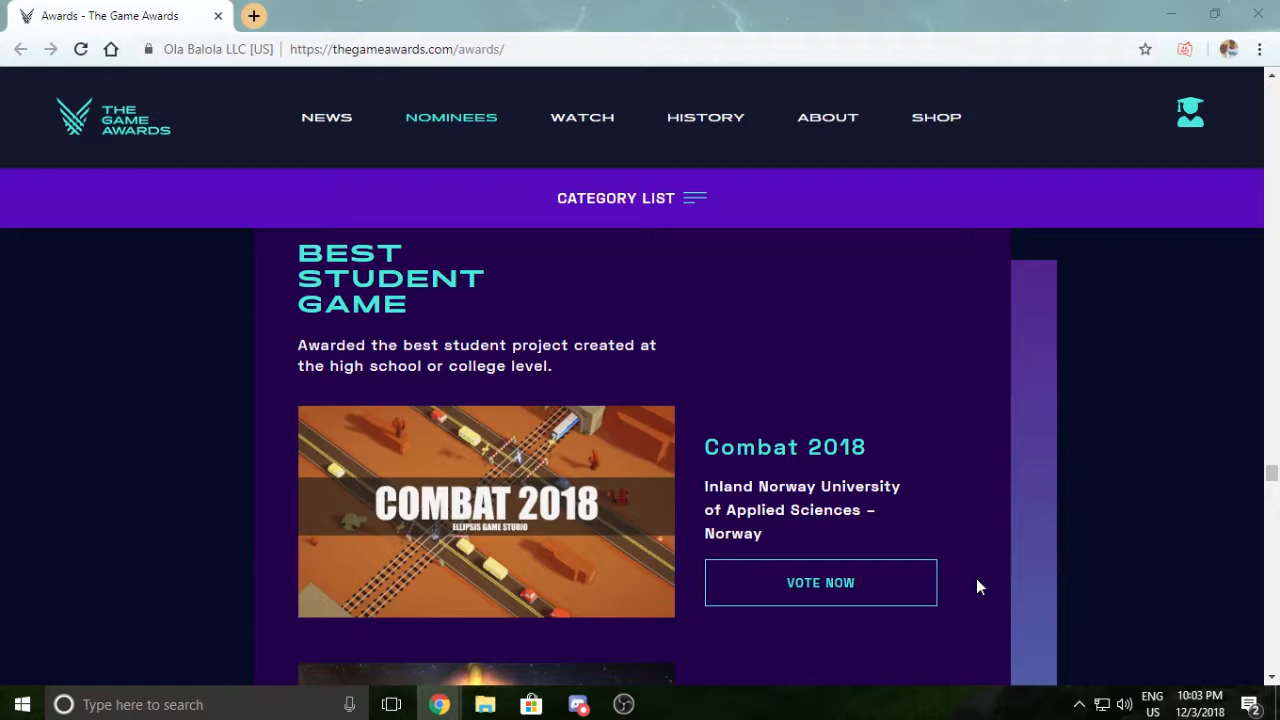 Awards - The Game Awards
Ola Balola LLC [US] https://thegameawards.com/awards/
THE
GAME
AWARDS
NEWS NOMINEES WATCH HISTORY ABOUT SHOP
CATEGORY LIST
BEST
STUDENT
GAME
Awarded the best student project created at
the high school or college level.
COMBAT 2018
ELLIPSIS GAME STUDIO
Combat 2018
Inland Norway University
of Applied Sciences –
Norway
VOTE NOW
Type here to search
ENG
US
10:03 PM
12/3/2018
2